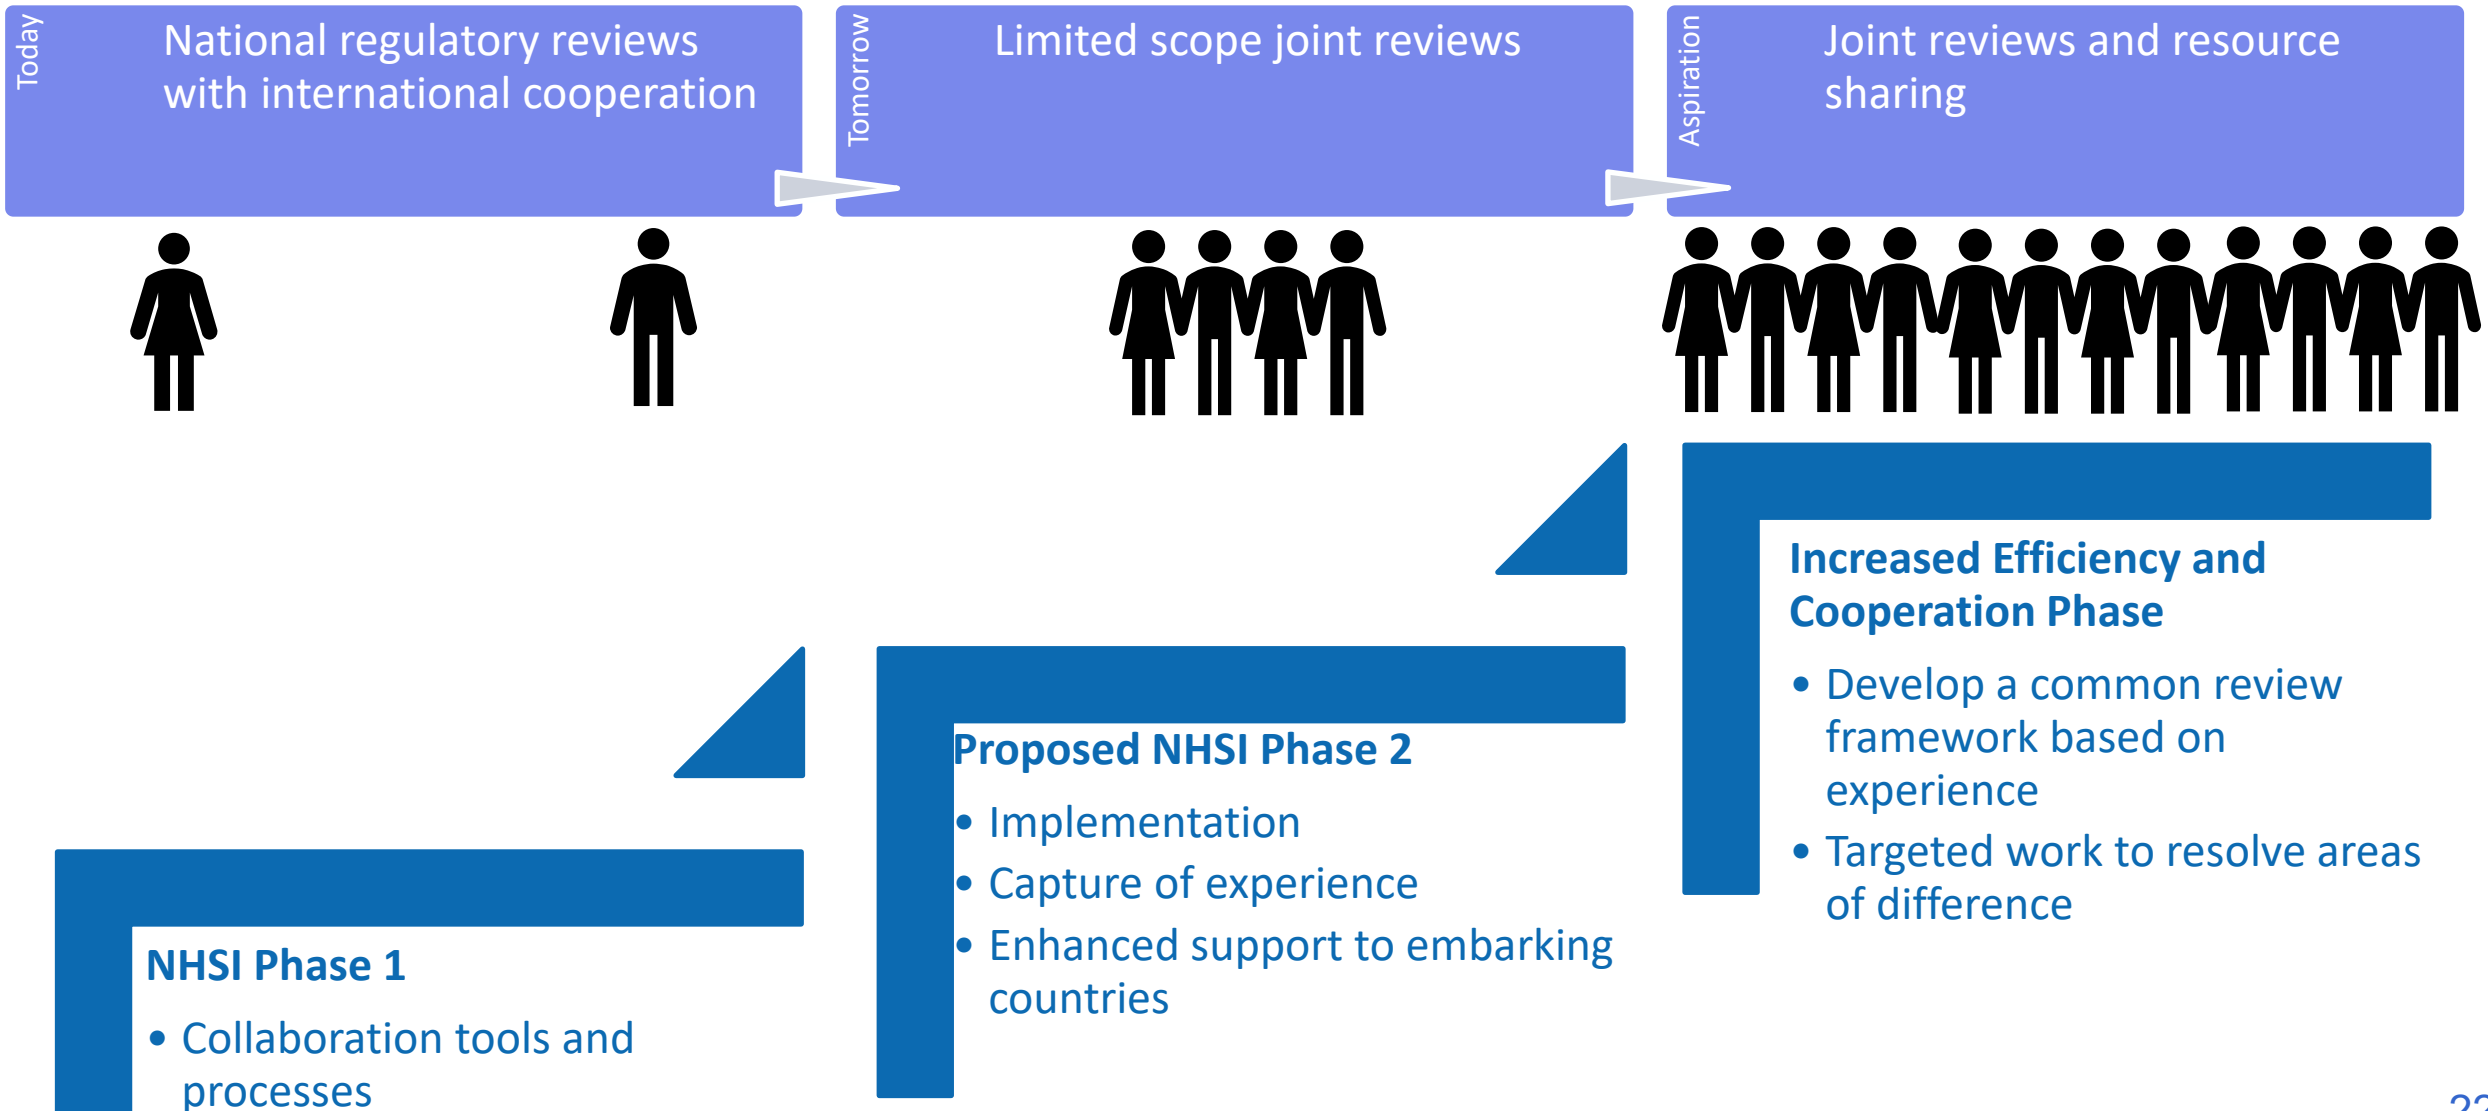 Today
National regulatory reviews
with international cooperation
Tomorrow
Limited scope joint reviews
Aspiration
Joint reviews and resource
sharing
Increased Efficiency and
Cooperation Phase
• Develop a common review
framework based on
experience
• Targeted work to resolve areas
of difference
Proposed NHSI Phase 2
• Implementation
• Capture of experience
• Enhanced support to embarking
countries
NHSI Phase 1
• Collaboration tools and
processes